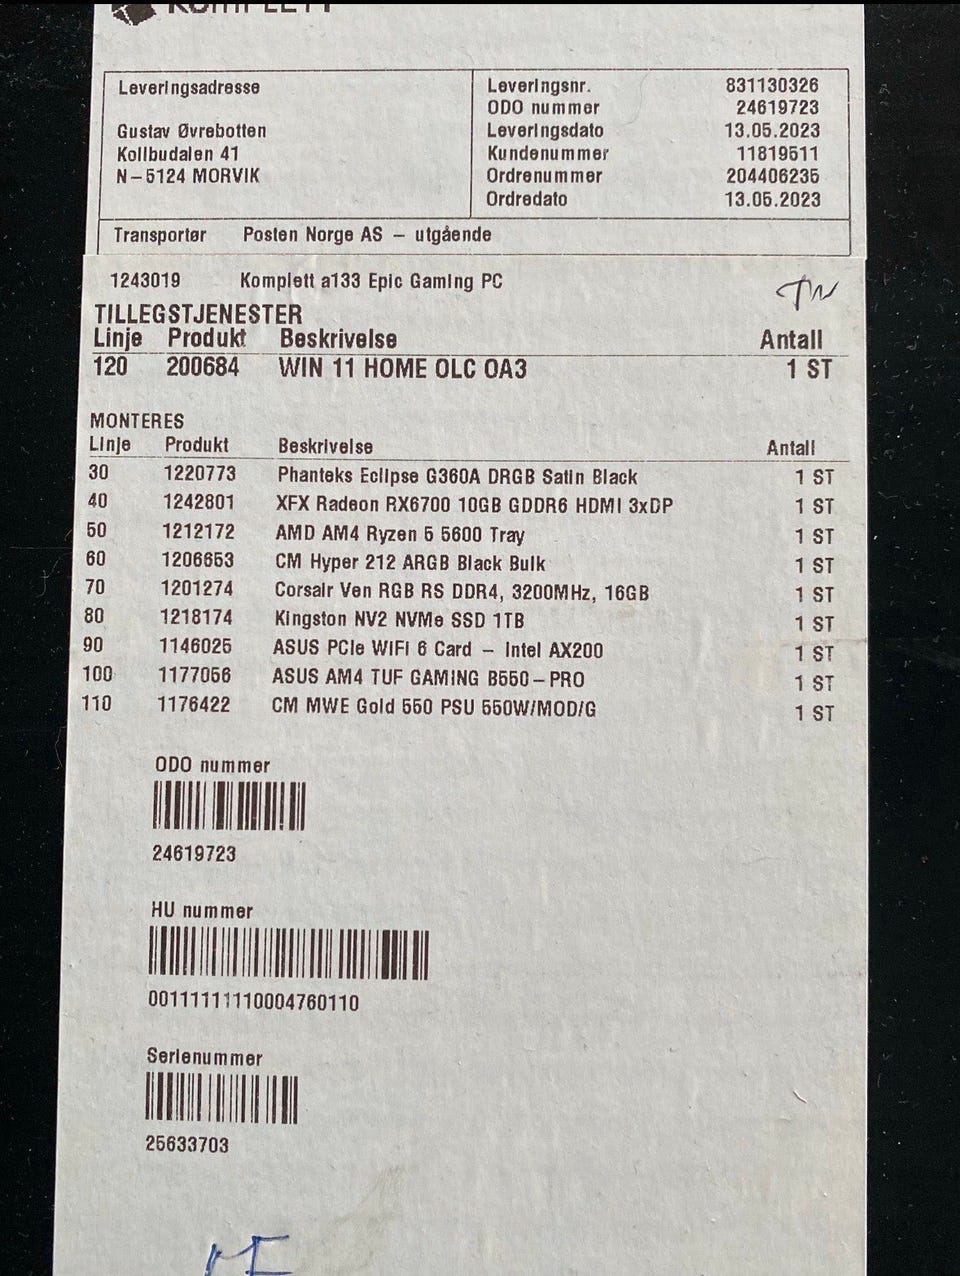 KOMPLETT
Leveringsadresse
Gustav Øvrebotten
Kollbudalen 41
N-5124 MORVIK
Leveringsnr. 831130326
ODO nummer 24619723
Leveringsdato 13.05.2023
Kundenummer 11819511
Ordrenummer 204406235
Ordredato 13.05.2023
Transportør Posten Norge AS - utgående
1243019 Komplett a133 Epic Gaming PC
TILLEGSTJENESTER
Linje Produkt Beskrivelse Antall
120 200684 WIN 11 HOME OLC OA3 1 ST
MONTERES
Linje Produkt Beskrivelse Antall
30 1220773 Phanteks Eclipse G360A DRGB Satin Black 1 ST
40 1242801 XFX Radeon RX6700 10GB GDDR6 HDMI 3xDP 1 ST
50 1212172 AMD AM4 Ryzen 5 5600 Tray 1 ST
60 1206653 CM Hyper 212 ARGB Black Bulk 1 ST
70 1201274 Corsair Ven RGB RS DDR4, 3200MHz, 16GB 1 ST
80 1218174 Kingston NV2 NVMe SSD 1TB 1 ST
90 1146025 ASUS PCIe WiFi 6 Card - Intel AX200 1 ST
100 1177056 ASUS AM4 TUF GAMING B550-PRO 1 ST
110 1176422 CM MWE Gold 550 PSU 550W/MOD/G 1 ST
ODO nummer
24619723
HU nummer
00111111110004760110
Serienummer
25633703